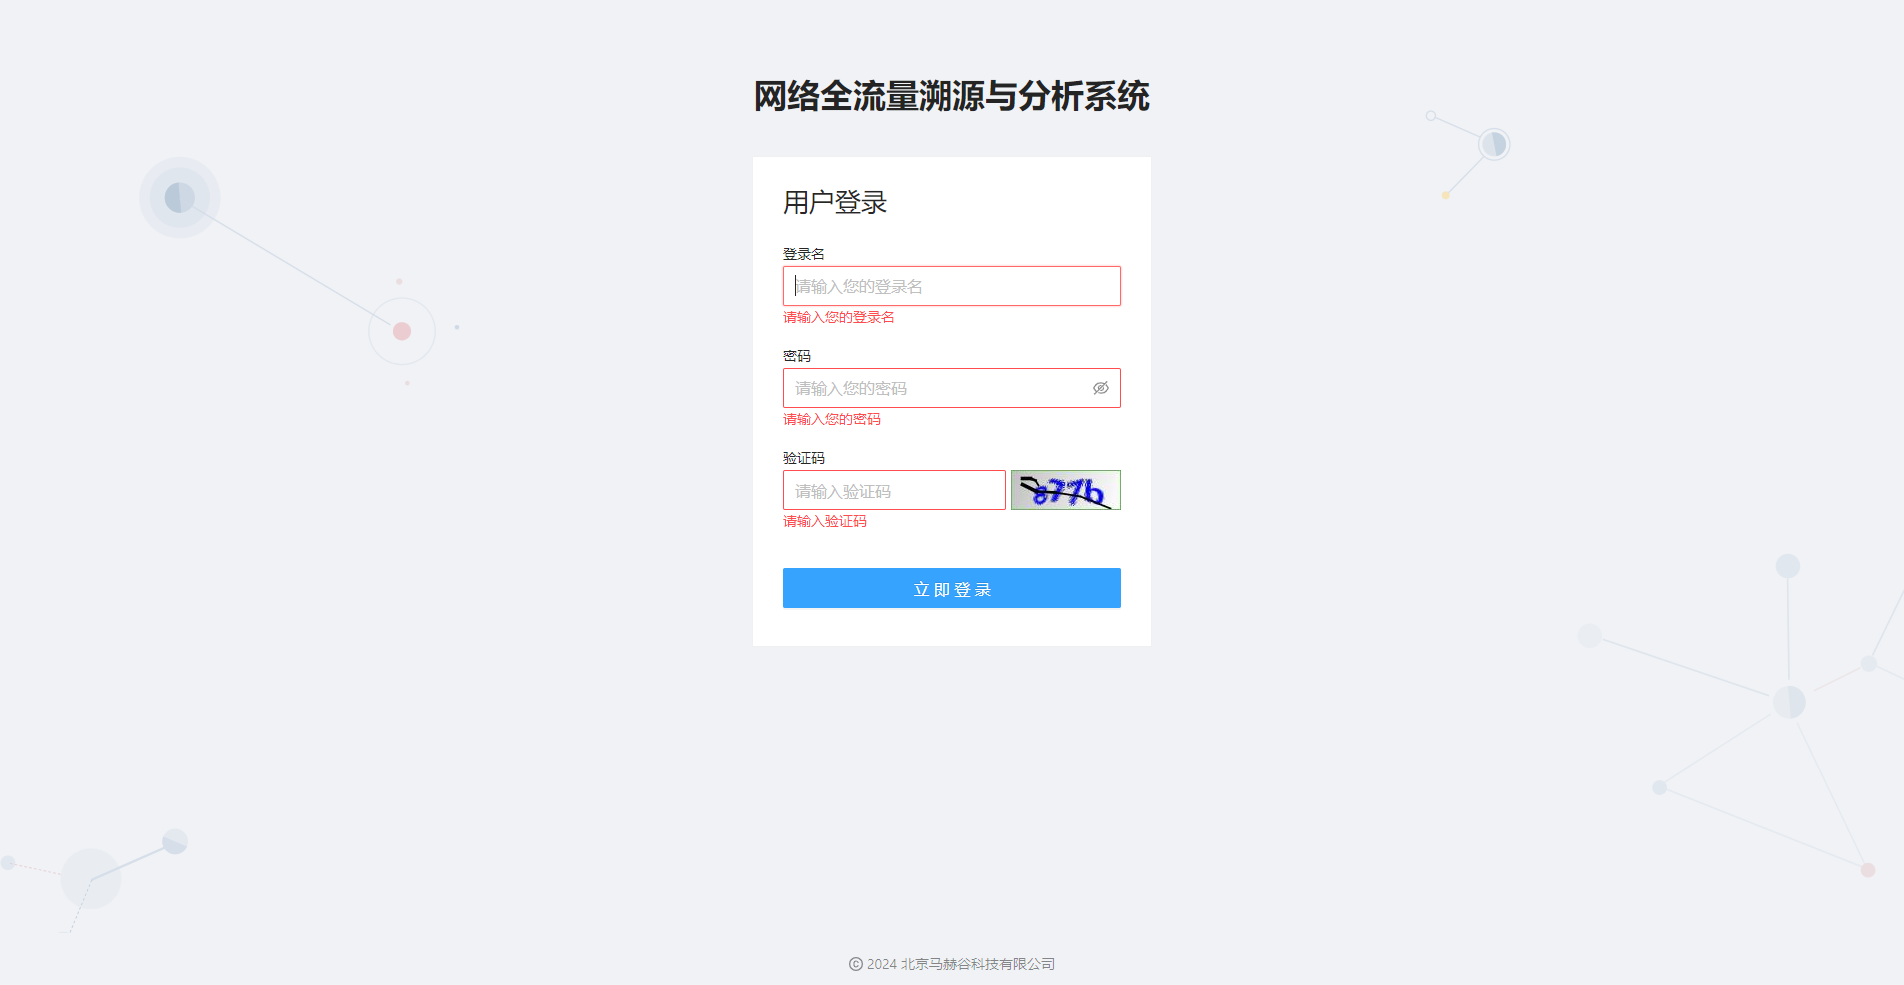 网络全流量溯源与分析系统
用户登录
登录名
请输入您的登录名
请输入您的登录名
密码
请输入您的密码
请输入您的密码
验证码
请输入验证码
877b
请输入验证码
立即登录
© 2024 北京马赫谷科技有限公司